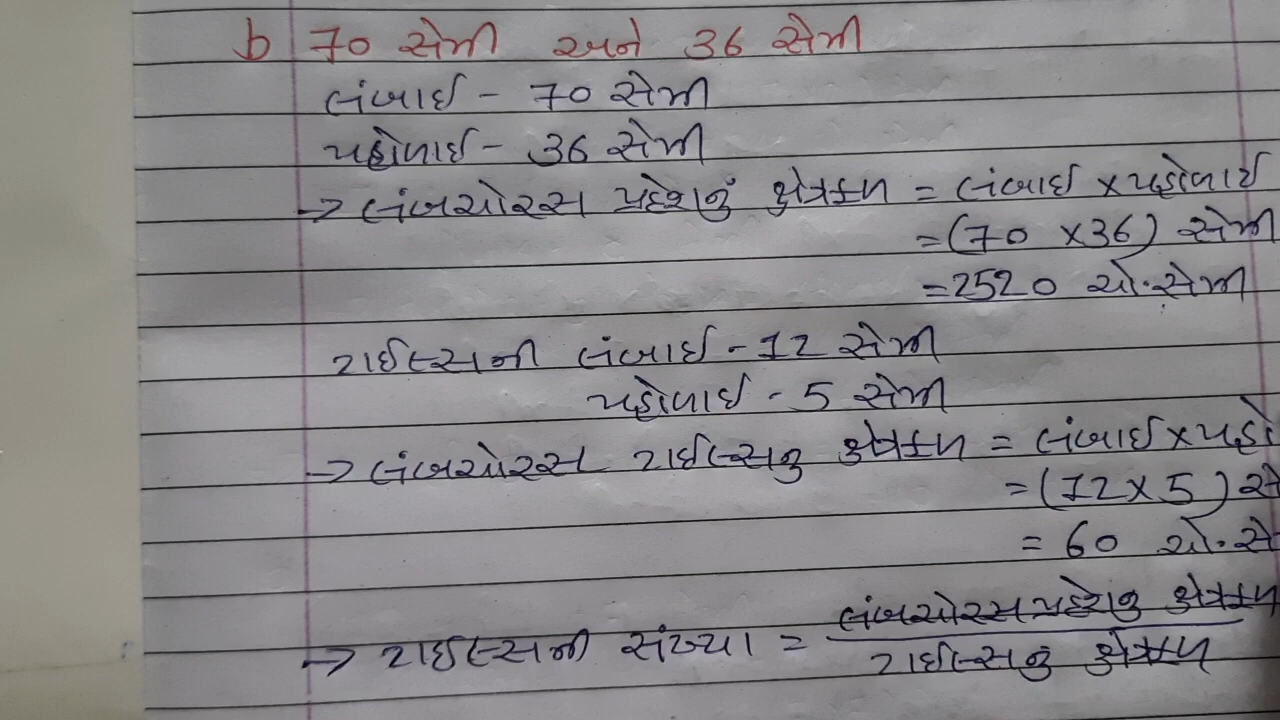 b 70 સેમી અને 36 સેમી
લંબાઈ - 70 સેમી
પહોળાઈ - 36 સેમી
→ લંબચોરસ પ્રદેશનું ક્ષેત્રફળ = લંબાઈ × પહોળાઈ
= (70 × 36) સેમી
= 2520 ચો.સેમી
ટાઈલ્સની લંબાઈ - 12 સેમી
પહોળાઈ - 5 સેમી
→ લંબચોરસ ટાઈલ્સનુ ક્ષેત્રફળ = લંબાઈ × પહો
= (12 × 5) સે
= 60 ચો.સે
→ ટાઈલ્સની સંખ્યા = લંબચોરસ પ્રદેશનું ક્ષેત્રફળ
ટાઈલ્સનું ક્ષેત્રફળ